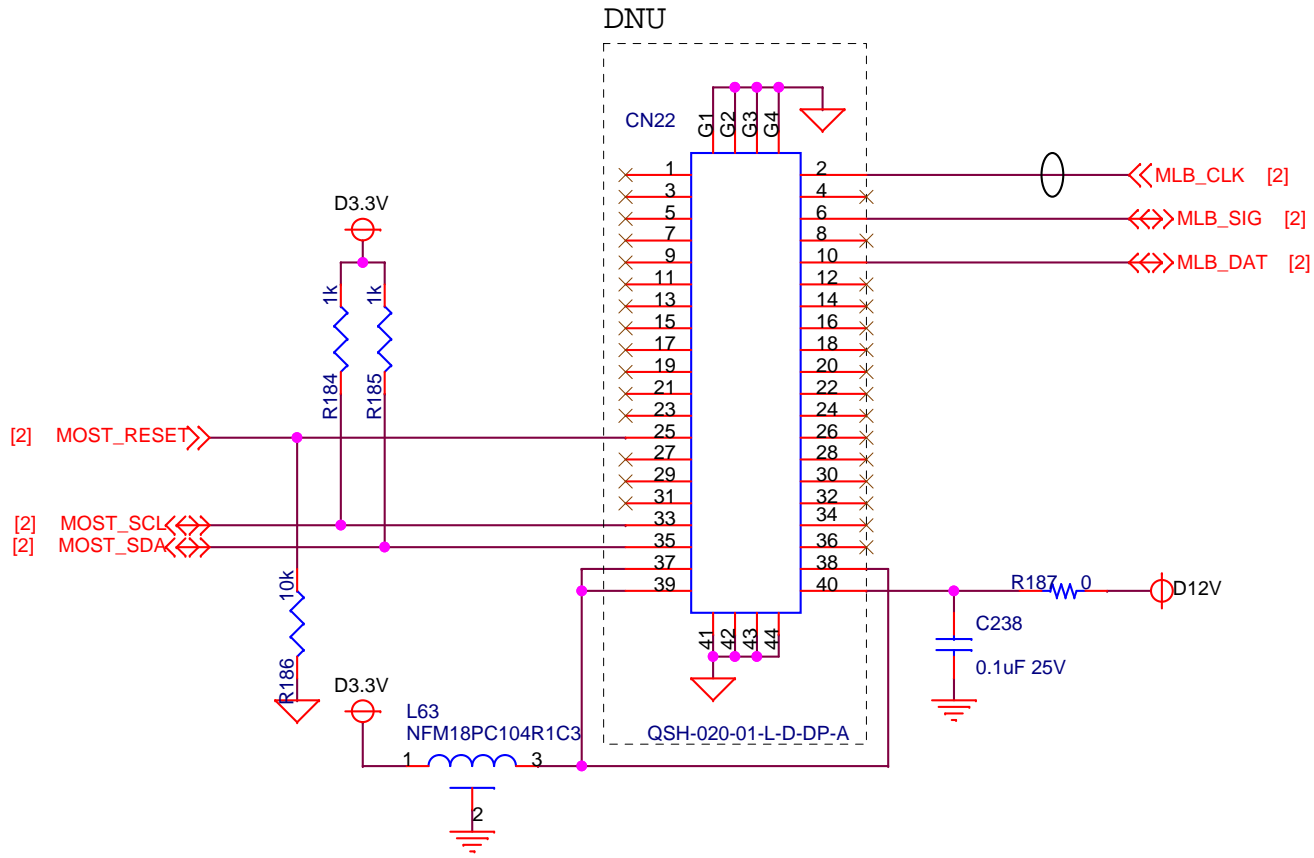 DNU
CN22
G1
G2
G3
G4
1 2
3 4
5 6
7 8
9 10
11 12
13 14
15 16
17 18
19 20
21 22
23 24
25 26
27 28
29 30
31 32
33 34
35 36
37 38
39 40
41
42
43
44
MLB_CLK [2]
MLB_SIG [2]
MLB_DAT [2]
D3.3V
1k
1k
R184
R185
[2] MOST_RESET
[2] MOST_SCL
[2] MOST_SDA
10k
R186
R187 0
D12V
C238
0.1uF 25V
D3.3V
L63
NFM18PC104R1C3
1 3
2
QSH-020-01-L-D-DP-A